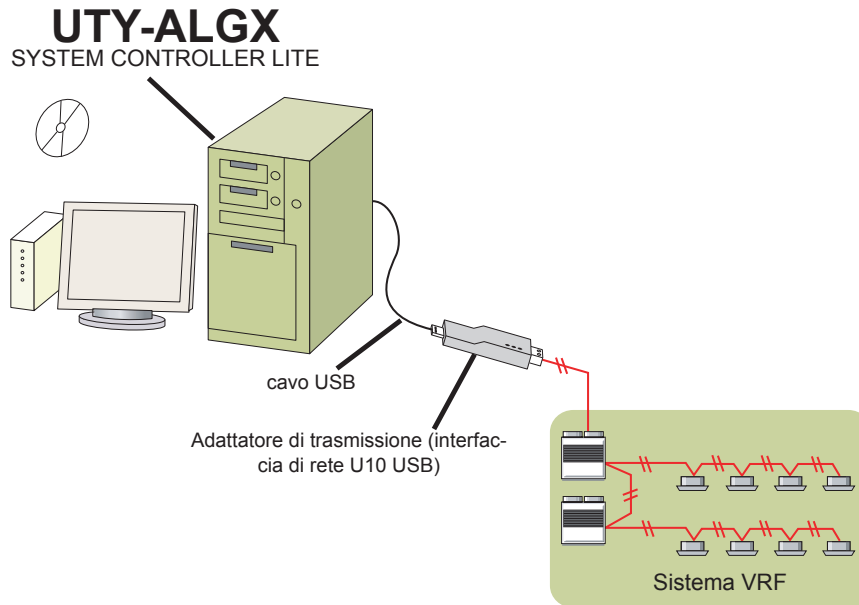 UTY-ALGX
SYSTEM CONTROLLER LITE
cavo USB
Adattatore di trasmissione (interfac-
cia di rete U10 USB)
Sistema VRF